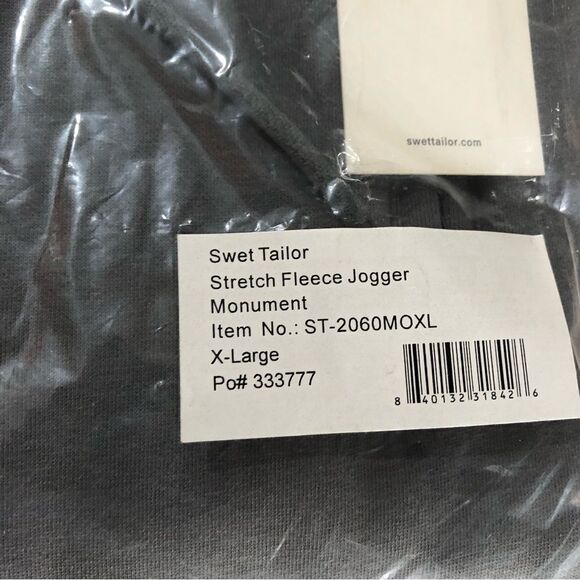 swettailor.com
Swet Tailor
Stretch Fleece Jogger
Monument
Item No.: ST-2060MOXL
X-Large
Po# 333777
8 40132 31842 6